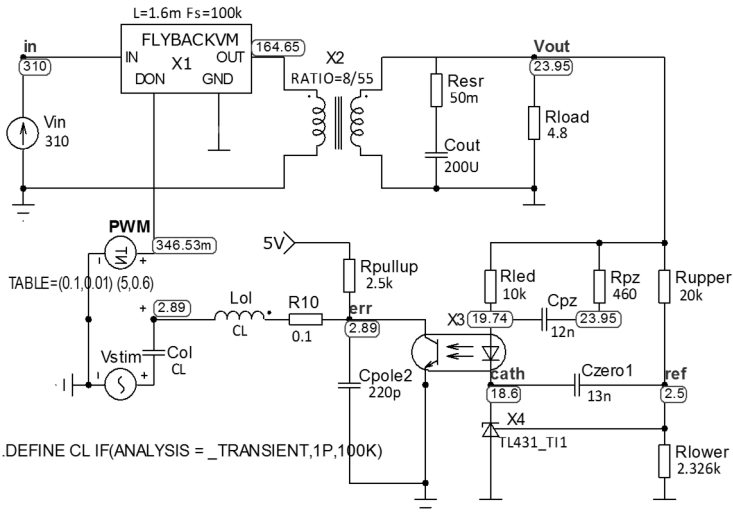 L=1.6m Fs=100k
FLYBACKVM
IN
OUT
X1
DON
GND
in
310
164.65
X2
RATIO=8/55
Vout
23.95
Resr
50m
Rload
4.8
Cout
200U
Vin
310
PWM
346.53m
TABLE=(0.1,0.01) (5,0.6)
5V
Rpullup
2.5k
Rled
10k
Rpz
460
Rupper
20k
Cpz
12n
2.89
Lol
CL
R10
0.1
err
2.89
X3
19.74
23.95
Vstim
Col
CL
Cpole2
220p
cath
18.6
Czero1
13n
ref
2.5
X4
TL431_TI1
Rlower
2.326k
.DEFINE CL IF(ANALYSIS = _TRANSIENT,1P,100K)